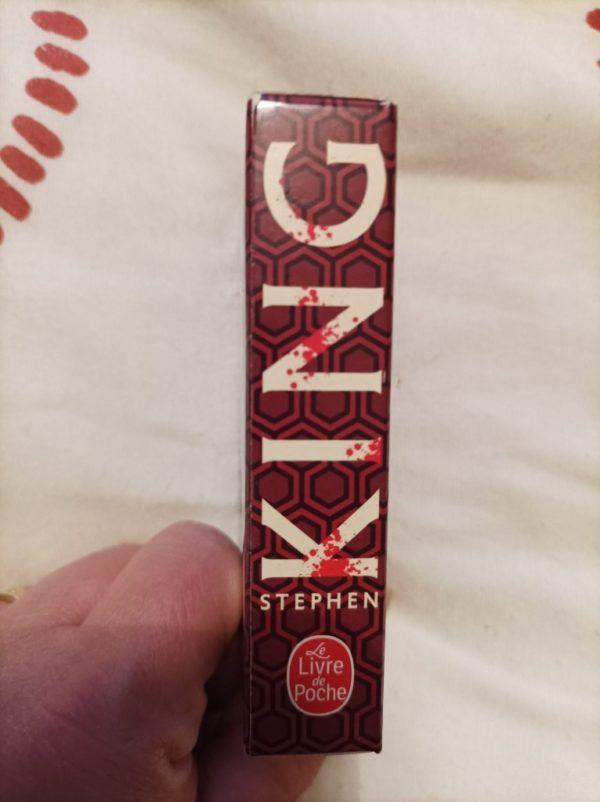 KING
STEPHEN
Le
Livre
de
Poche